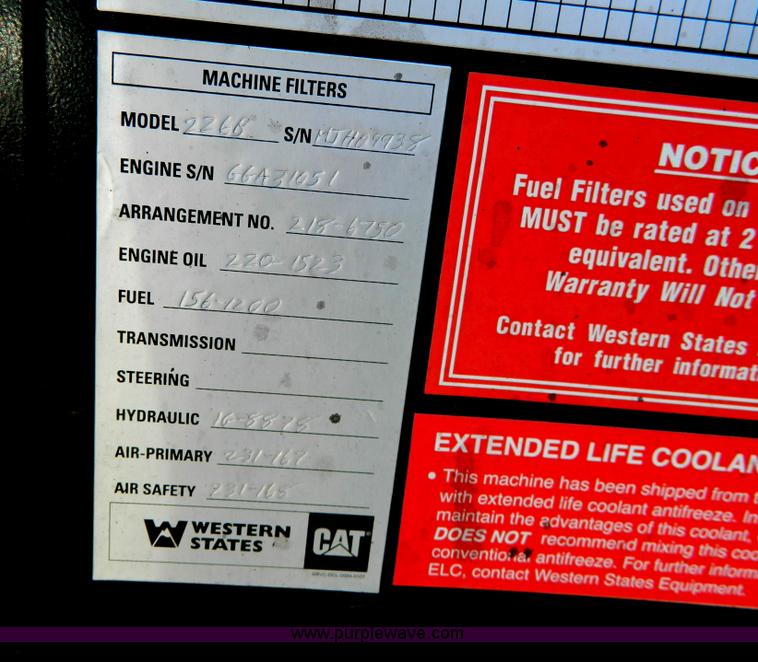 MACHINE FILTERS
MODEL 226B S/N MJH09938
ENGINE S/N G6A31051
ARRANGEMENT NO. 218-6750
ENGINE OIL 220-1523
FUEL 156-1200
TRANSMISSION
STEERING
HYDRAULIC 1G-8878
AIR-PRIMARY 231-167
AIR SAFETY 231-165
WESTERN
STATES
CAT
NOTIC
Fuel Filters used on
MUST be rated at 2
equivalent. Othe
Warranty Will Not
Contact Western States
for further informat
EXTENDED LIFE COOLAN
• This machine has been shipped from t
with extended life coolant antifreeze. In
maintain the advantages of this coolant,
DOES NOT recommend mixing this coo
conventional antifreeze. For further inform
ELC, contact Western States Equipment.
www.purplewave.com